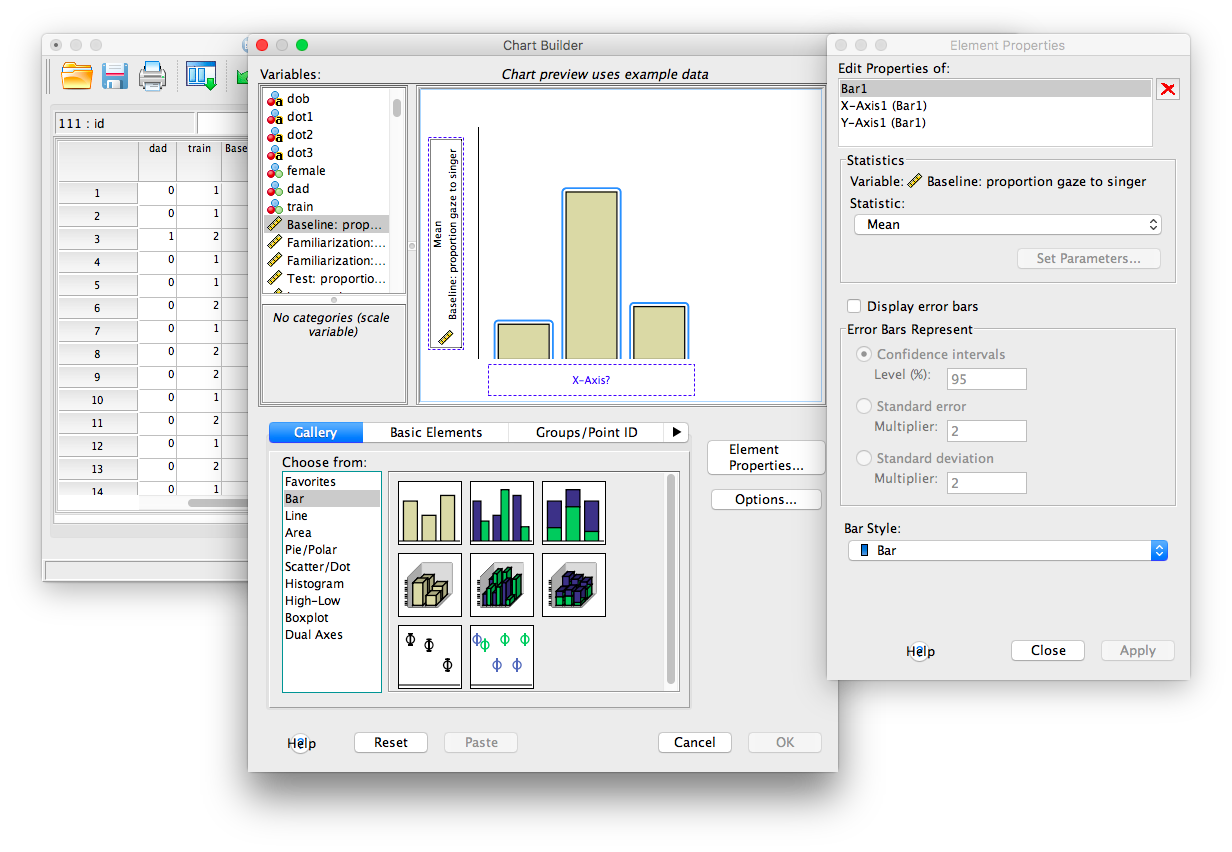 Chart Builder
Element Properties
Variables:
Chart preview uses example data
111 : id
dad train Base
1 0 1
2 0 1
3 1 2
4 0 1
5 0 1
6 0 2
7 0 1
8 0 2
9 0 2
10 0 1
11 0 2
12 0 1
13 0 2
14 0 1
dob
dot1
dot2
dot3
female
dad
train
Baseline: prop...
Familiarization:...
Familiarization:...
Test: proportio...
No categories (scale
variable)
Mean
Baseline: proportion gaze to singer
X-Axis?
Gallery
Basic Elements
Groups/Point ID
Choose from:
Favorites
Bar
Line
Area
Pie/Polar
Scatter/Dot
Histogram
High-Low
Boxplot
Dual Axes
Element
Properties...
Options...
Help
Reset
Paste
Cancel
OK
Edit Properties of:
Bar1
X-Axis1 (Bar1)
Y-Axis1 (Bar1)
Statistics
Variable: Baseline: proportion gaze to singer
Statistic:
Mean
Set Parameters...
Display error bars
Error Bars Represent
Confidence intervals
Level (%): 95
Standard error
Multiplier: 2
Standard deviation
Multiplier: 2
Bar Style:
Bar
Help
Close
Apply